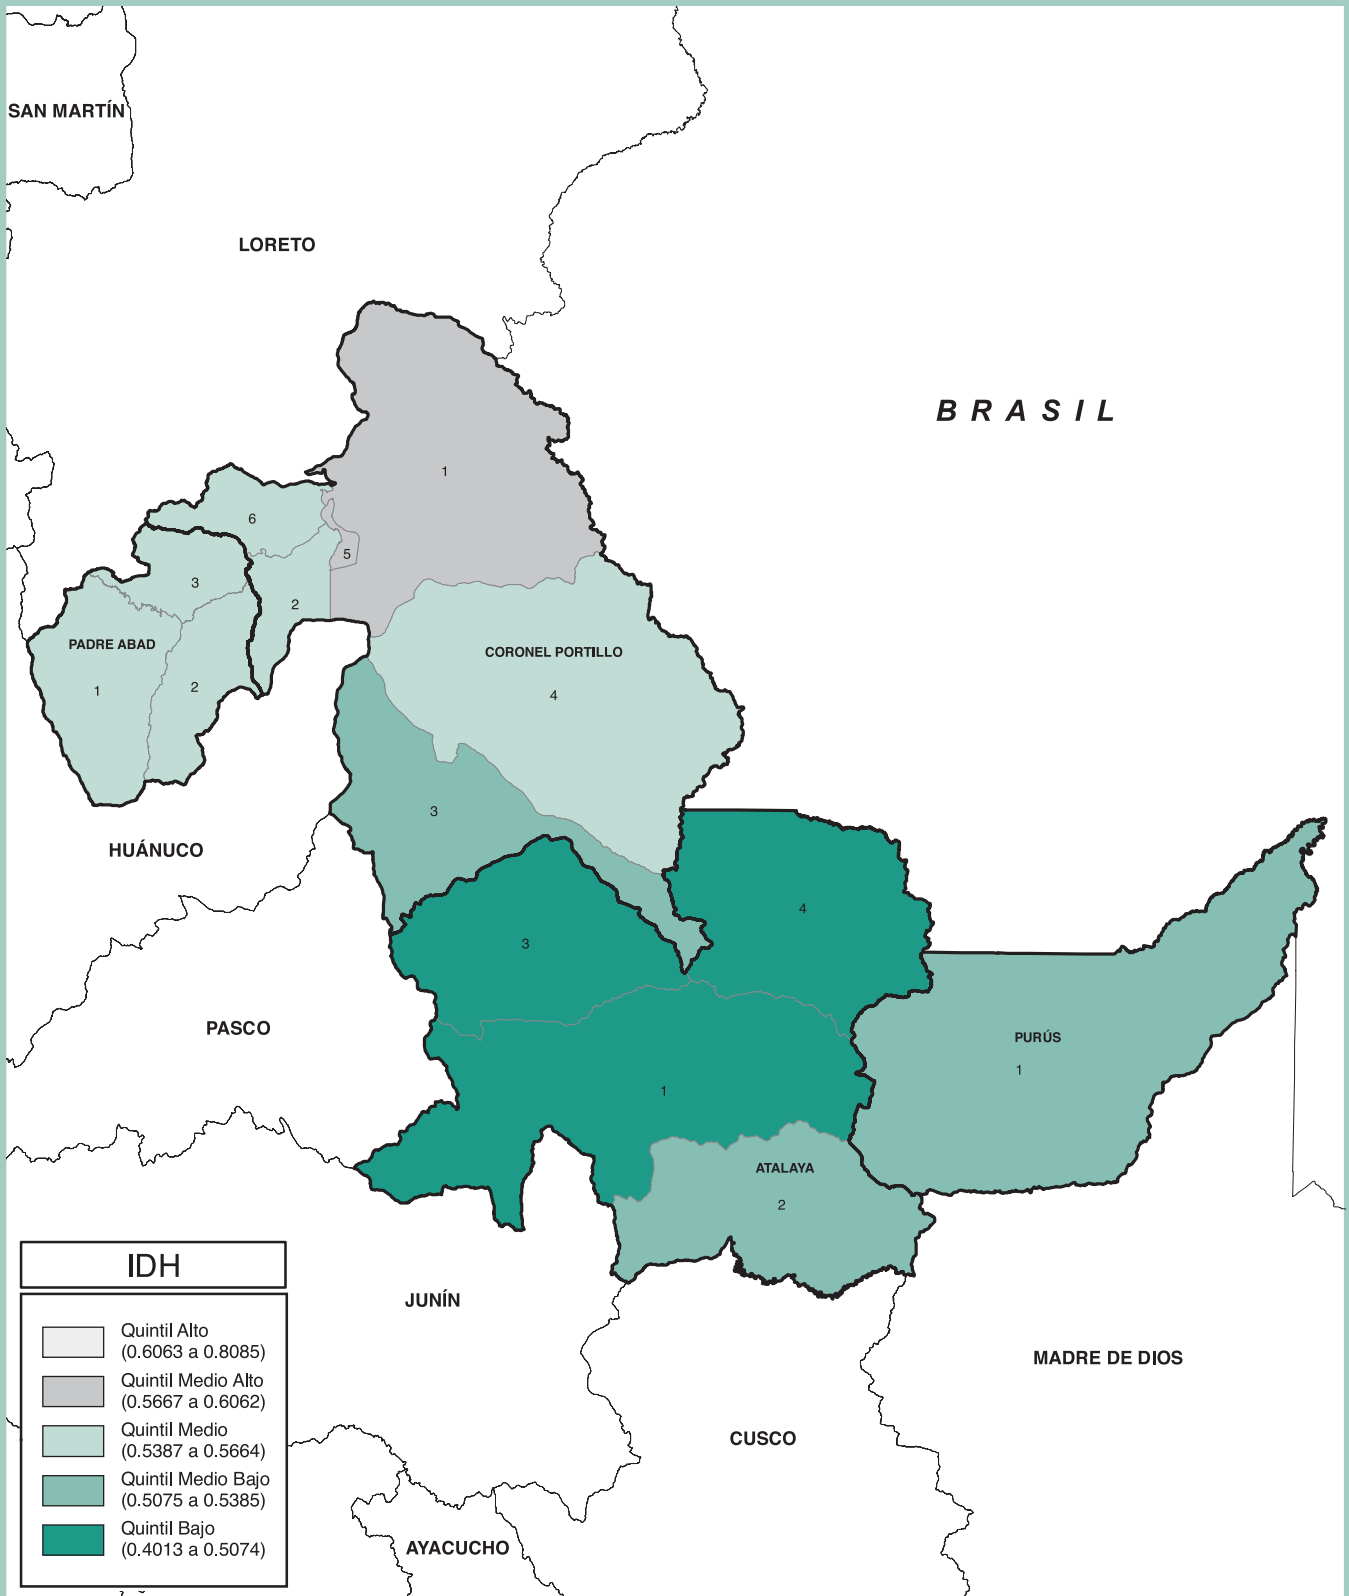 SAN MARTÍN
LORETO
B R A S I L
1
6
5
3
2
PADRE ABAD
CORONEL PORTILLO
1
2
4
3
HUÁNUCO
4
3
PASCO
PURÚS
1
1
ATALAYA
2
IDH
JUNÍN
Quintil Alto
(0.6063 a 0.8085)
Quintil Medio Alto
(0.5667 a 0.6062)
Quintil Medio
(0.5387 a 0.5664)
Quintil Medio Bajo
(0.5075 a 0.5385)
Quintil Bajo
(0.4013 a 0.5074)
MADRE DE DIOS
CUSCO
AYACUCHO